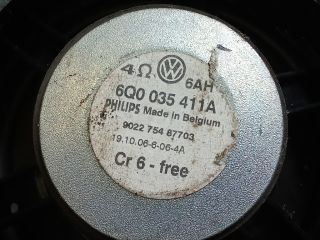 4Ω VW 6AH
6Q0 035 411A
PHILIPS Made in Belgium
9022 754 87703
19.10.06-6-06-4A
Cr 6 - free